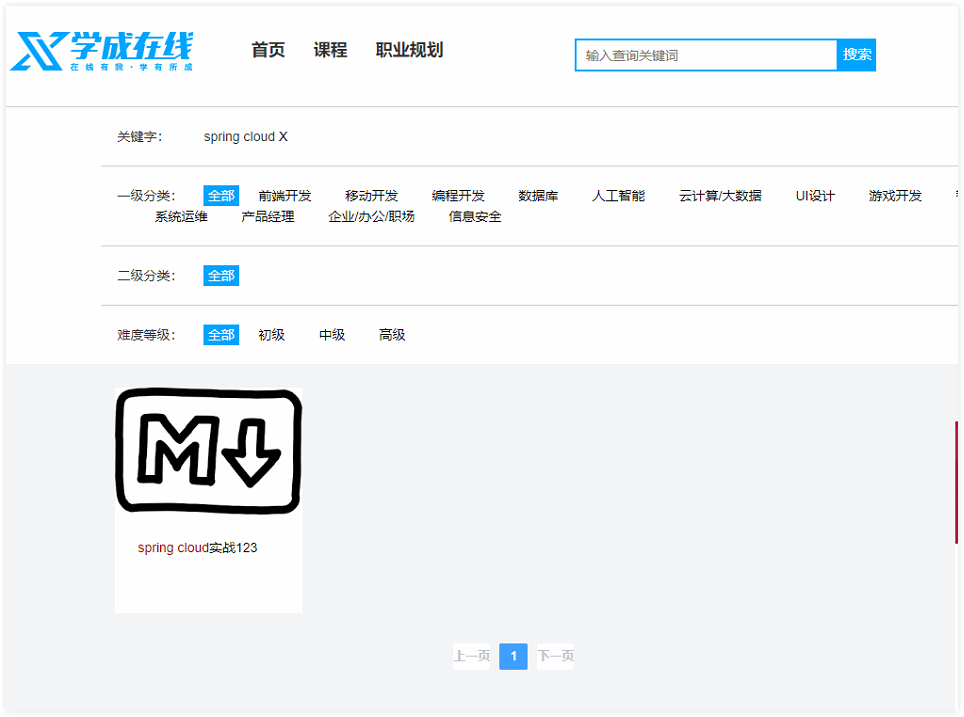 学成在线
在线有我·学有所成
首页 课程 职业规划
输入查询关键词 搜索
关键字： spring cloud X
一级分类： 全部 前端开发 移动开发 编程开发 数据库 人工智能 云计算/大数据 UI设计 游戏开发
系统运维 产品经理 企业/办公/职场 信息安全
二级分类： 全部
难度等级： 全部 初级 中级 高级
M
spring cloud实战123
上一页 1 下一页